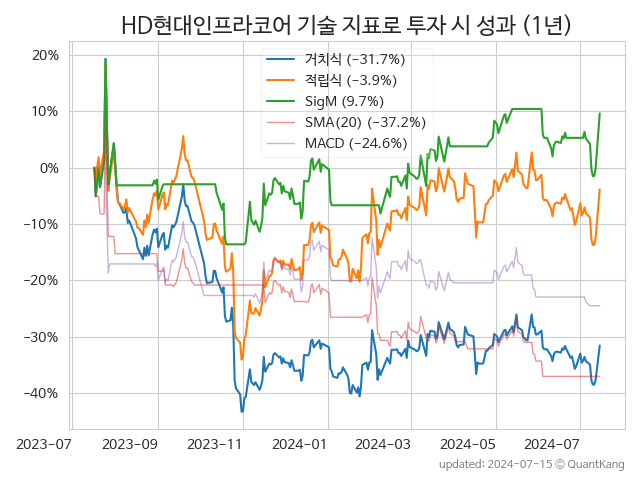 HD현대인프라코어 기술 지표로 투자 시 성과 (1년)
거치식 (−31.7%)
적립식 (−3.9%)
SigM (9.7%)
SMA(20) (−37.2%)
MACD (−24.6%)
20%
10%
0%
−10%
−20%
−30%
−40%
2023-07 2023-09 2023-11 2024-01 2024-03 2024-05 2024-07
updated: 2024-07-15 © QuantKang